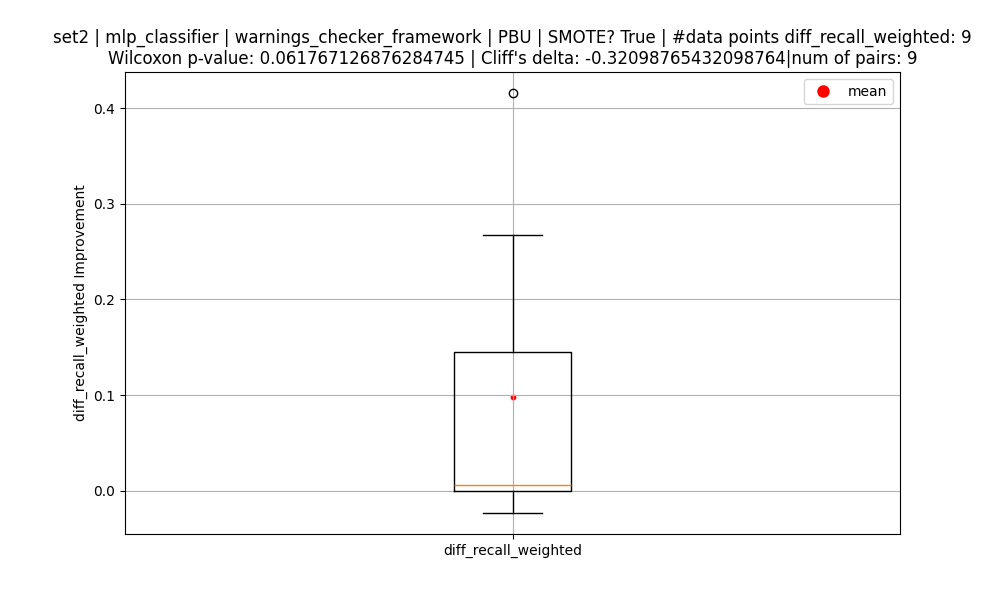 set2 | mlp_classifier | warnings_checker_framework | PBU | SMOTE? True | #data points diff_recall_weighted: 9
Wilcoxon p-value: 0.061767126876284745 | Cliff's delta: -0.32098765432098764|num of pairs: 9
mean
0.4
0.3
0.2
0.1
0.0
diff_recall_weighted Improvement
diff_recall_weighted